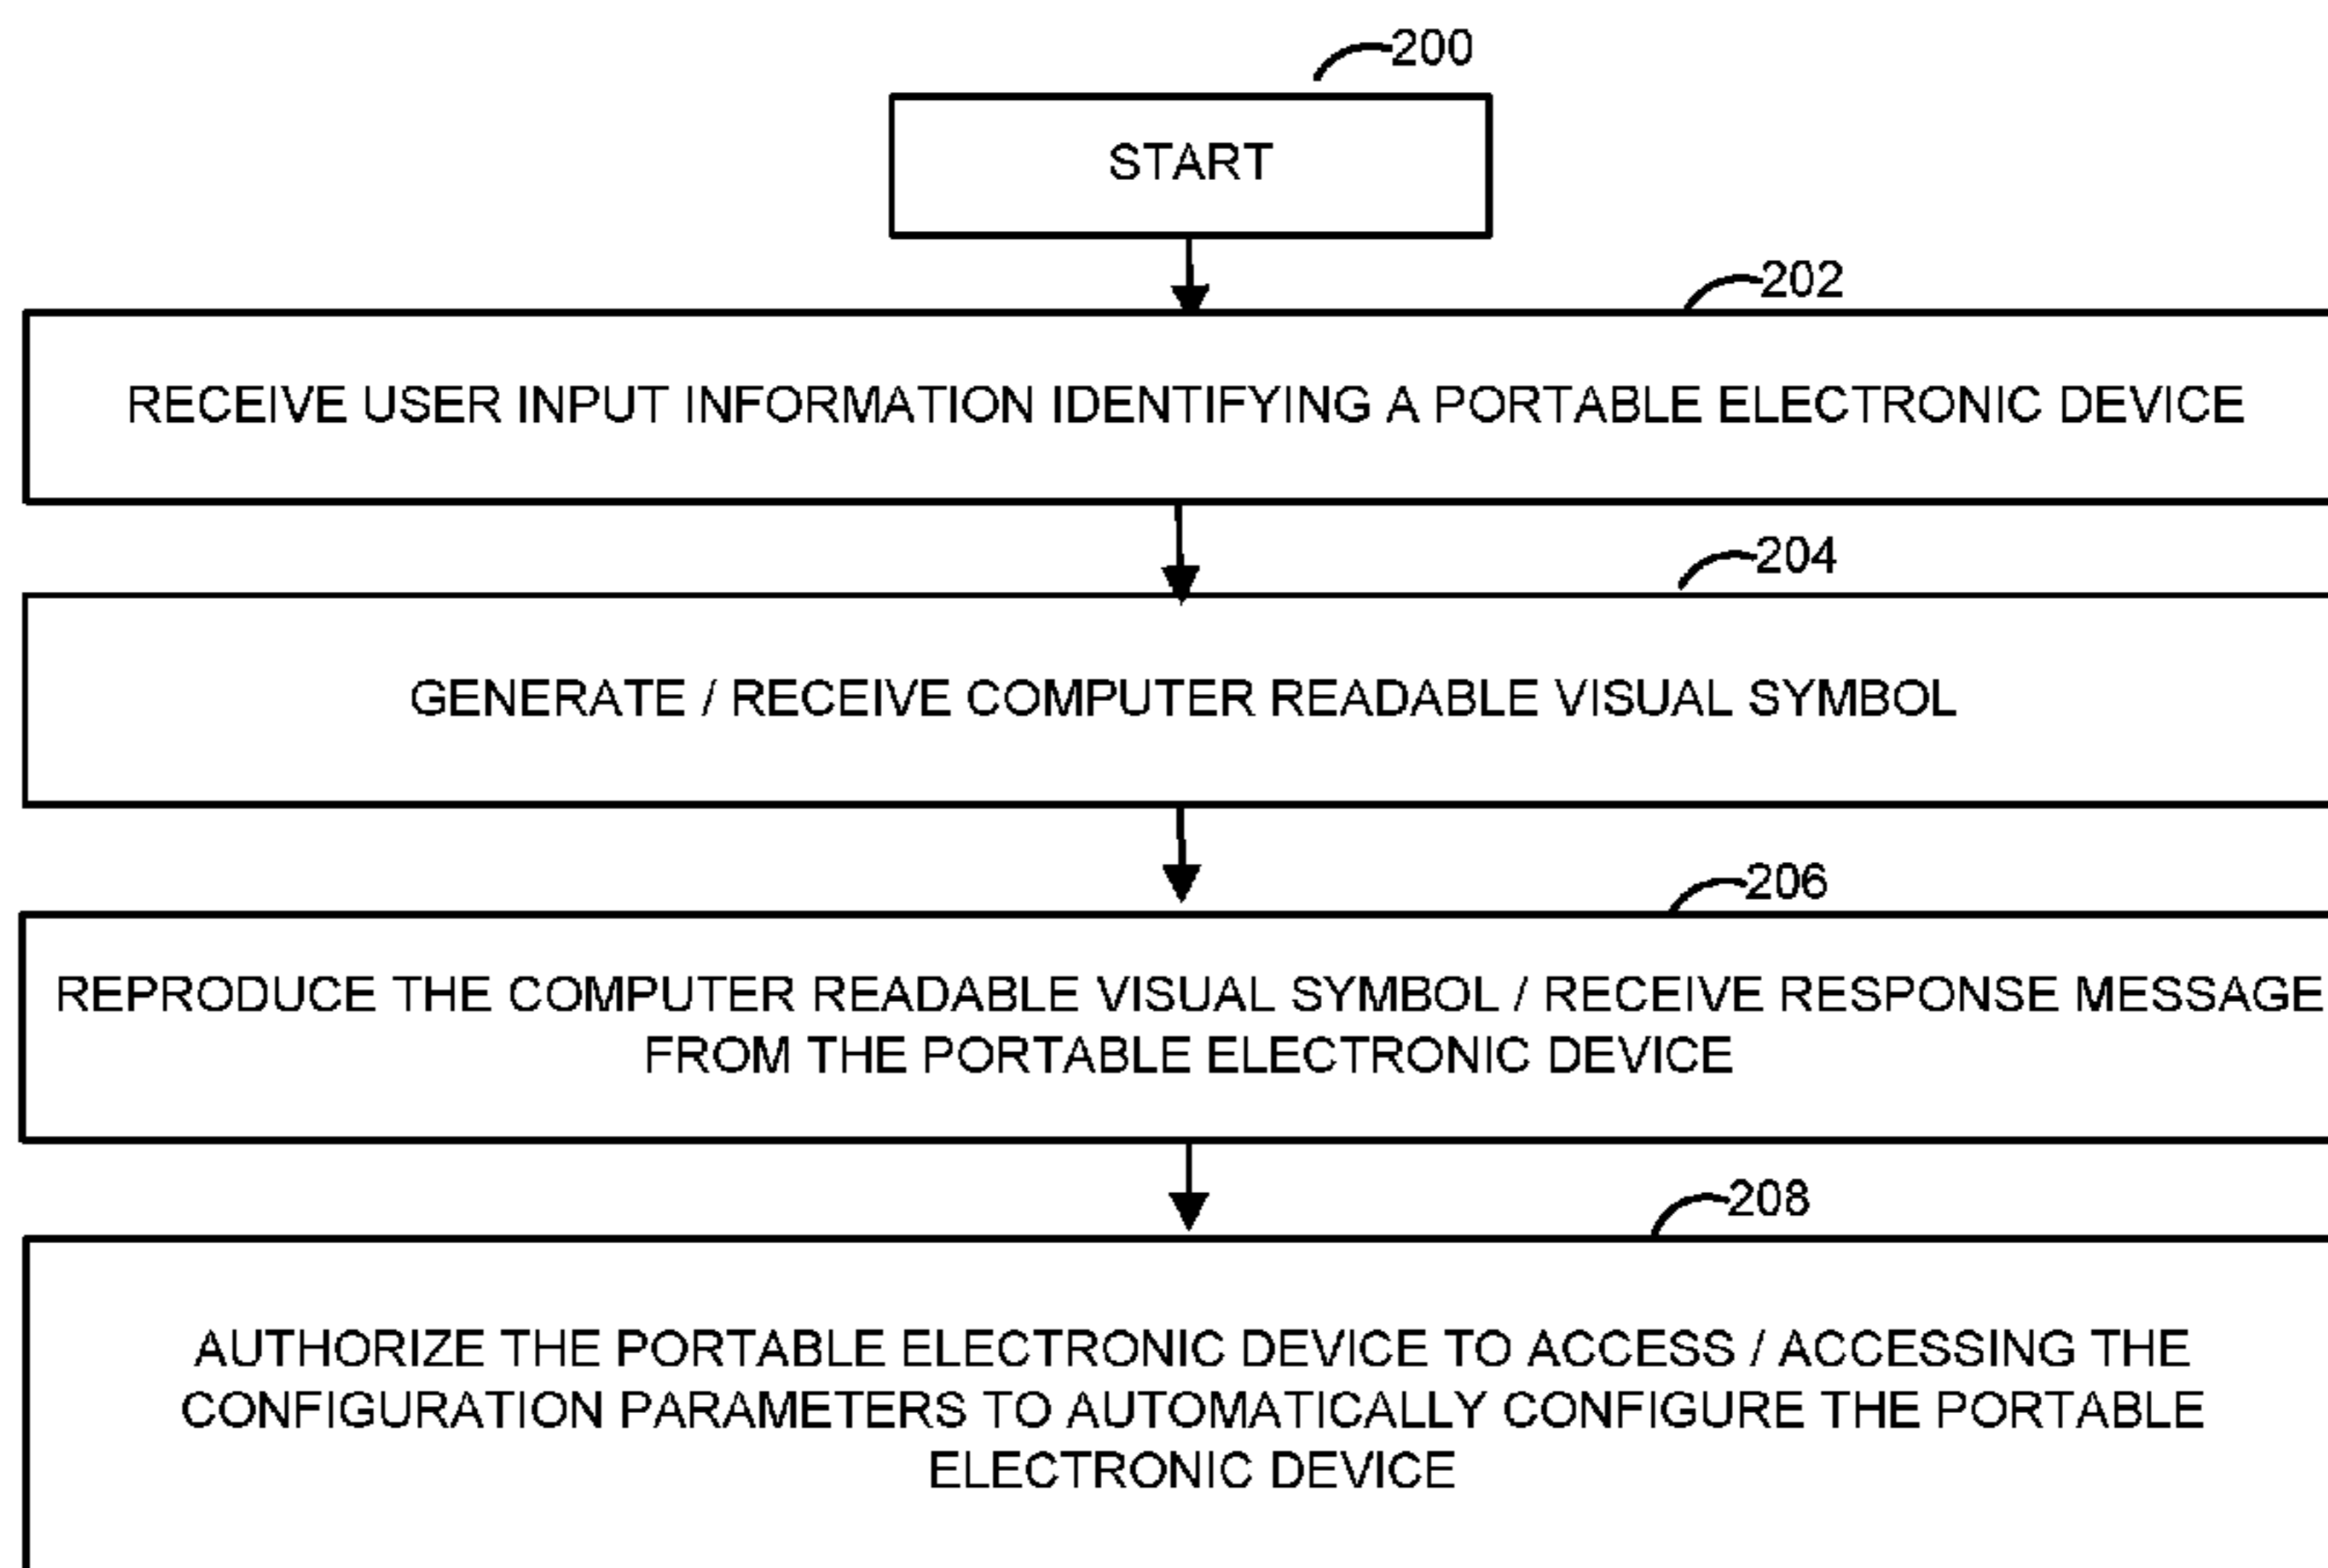 200
START
202
RECEIVE USER INPUT INFORMATION IDENTIFYING A PORTABLE ELECTRONIC DEVICE
204
GENERATE / RECEIVE COMPUTER READABLE VISUAL SYMBOL
206
REPRODUCE THE COMPUTER READABLE VISUAL SYMBOL / RECEIVE RESPONSE MESSAGE
FROM THE PORTABLE ELECTRONIC DEVICE
208
AUTHORIZE THE PORTABLE ELECTRONIC DEVICE TO ACCESS / ACCESSING THE
CONFIGURATION PARAMETERS TO AUTOMATICALLY CONFIGURE THE PORTABLE
ELECTRONIC DEVICE